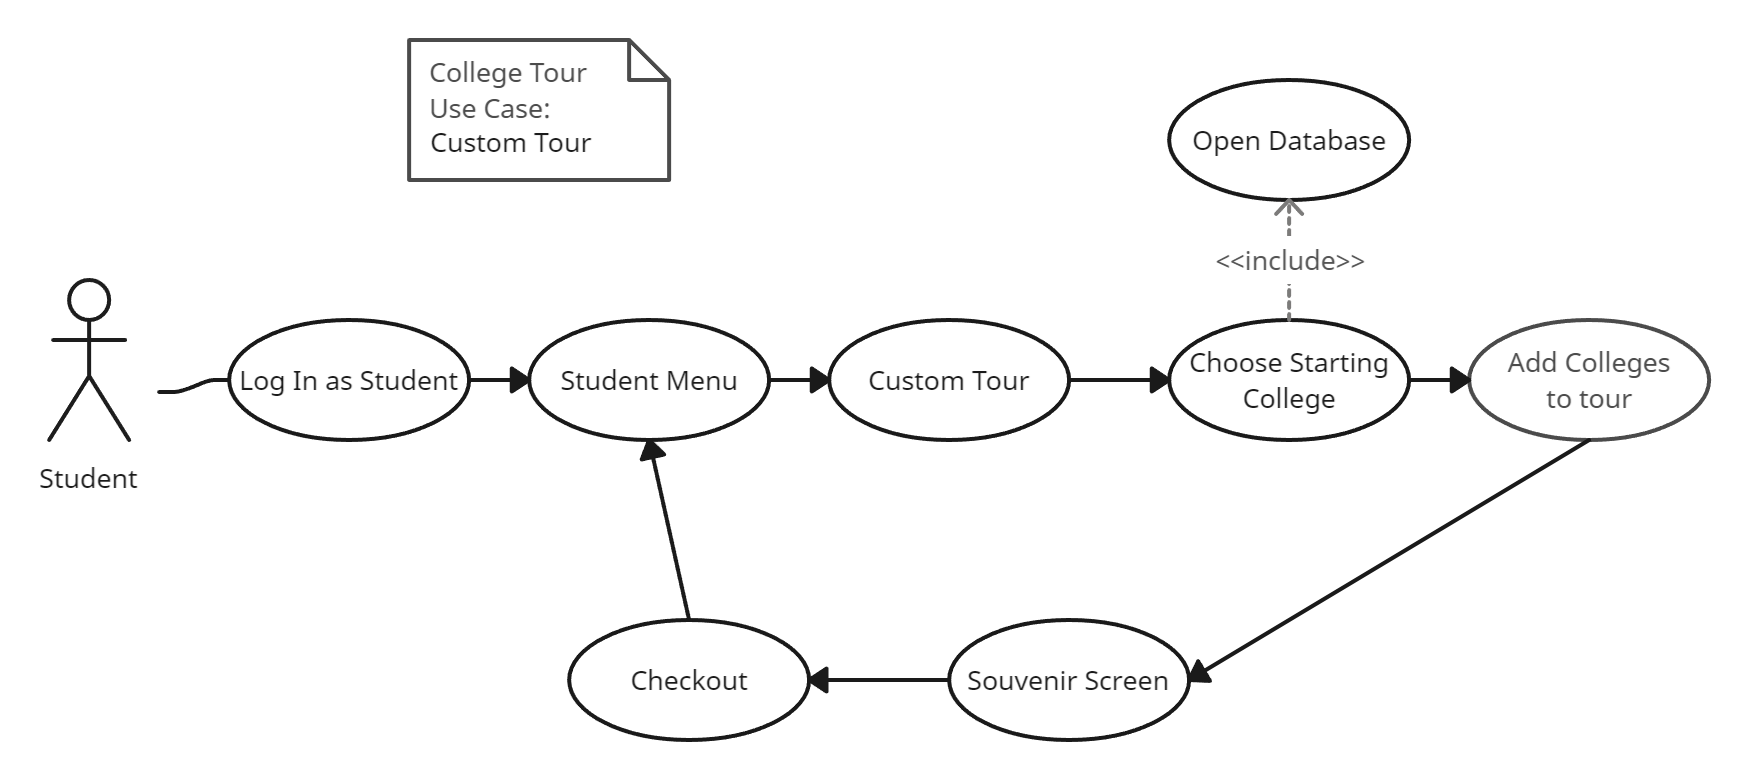 College Tour
Use Case:
Custom Tour
Open Database
<<include>>
Log In as Student
Student Menu
Custom Tour
Choose Starting
College
Add Colleges
to tour
Student
Checkout
Souvenir Screen